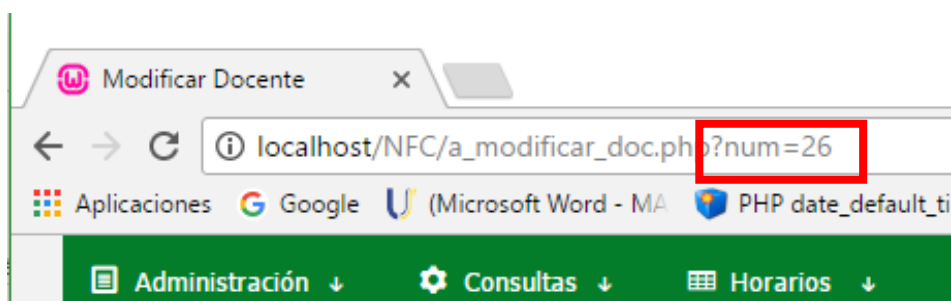 Modificar Docente
localhost/NFC/a_modificar_doc.php?num=26
Aplicaciones Google (Microsoft Word - MA PHP date_default_ti
Administración ↓ Consultas ↓ Horarios ↓